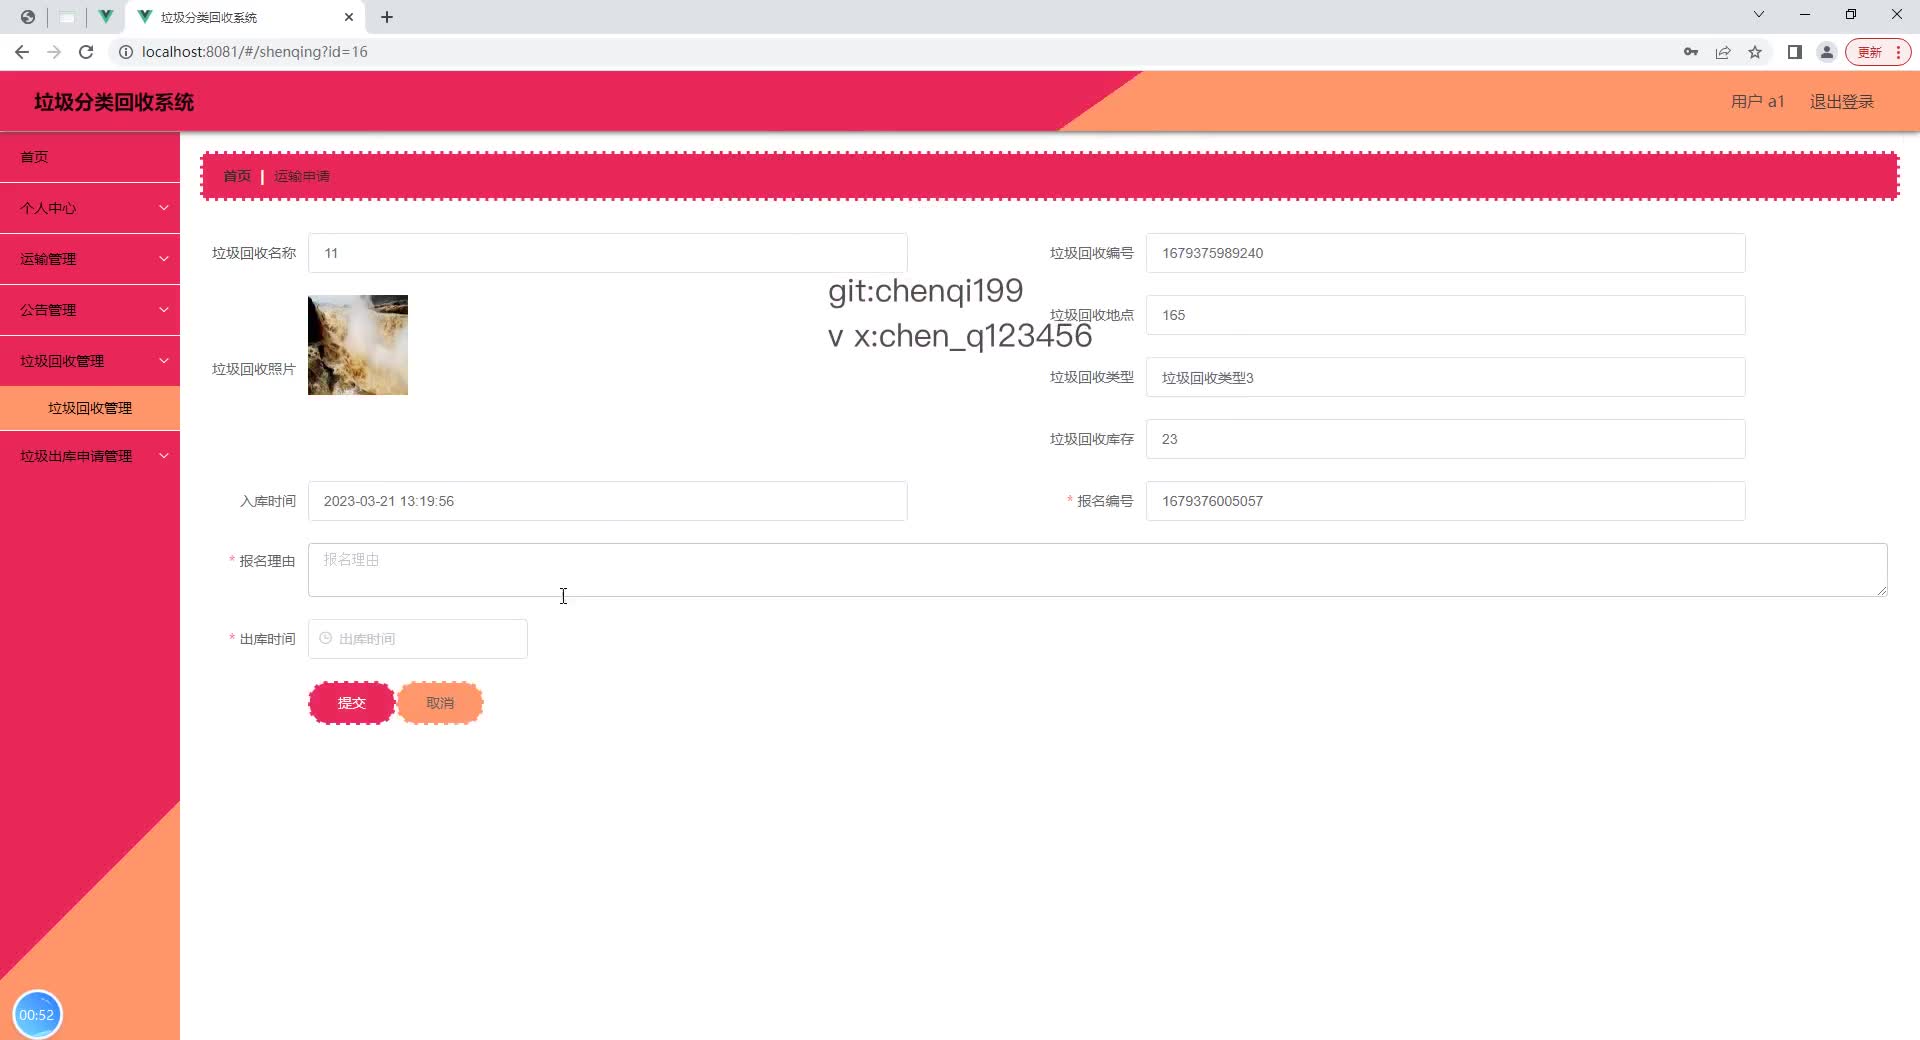 垃圾分类回收系统
localhost:8081/#/shenqing?id=16
更新
垃圾分类回收系统
用户 a1
退出登录
首页
个人中心
运输管理
公告管理
垃圾回收管理
垃圾回收管理
垃圾出库申请管理
首页 | 运输申请
垃圾回收名称
11
垃圾回收编号
1679375989240
git:chenqi199
v x:chen_q123456
垃圾回收照片
垃圾回收地点
165
垃圾回收类型
垃圾回收类型3
垃圾回收库存
23
入库时间
2023-03-21 13:19:56
* 报名编号
1679376005057
* 报名理由
报名理由
* 出库时间
出库时间
提交
取消
00:52